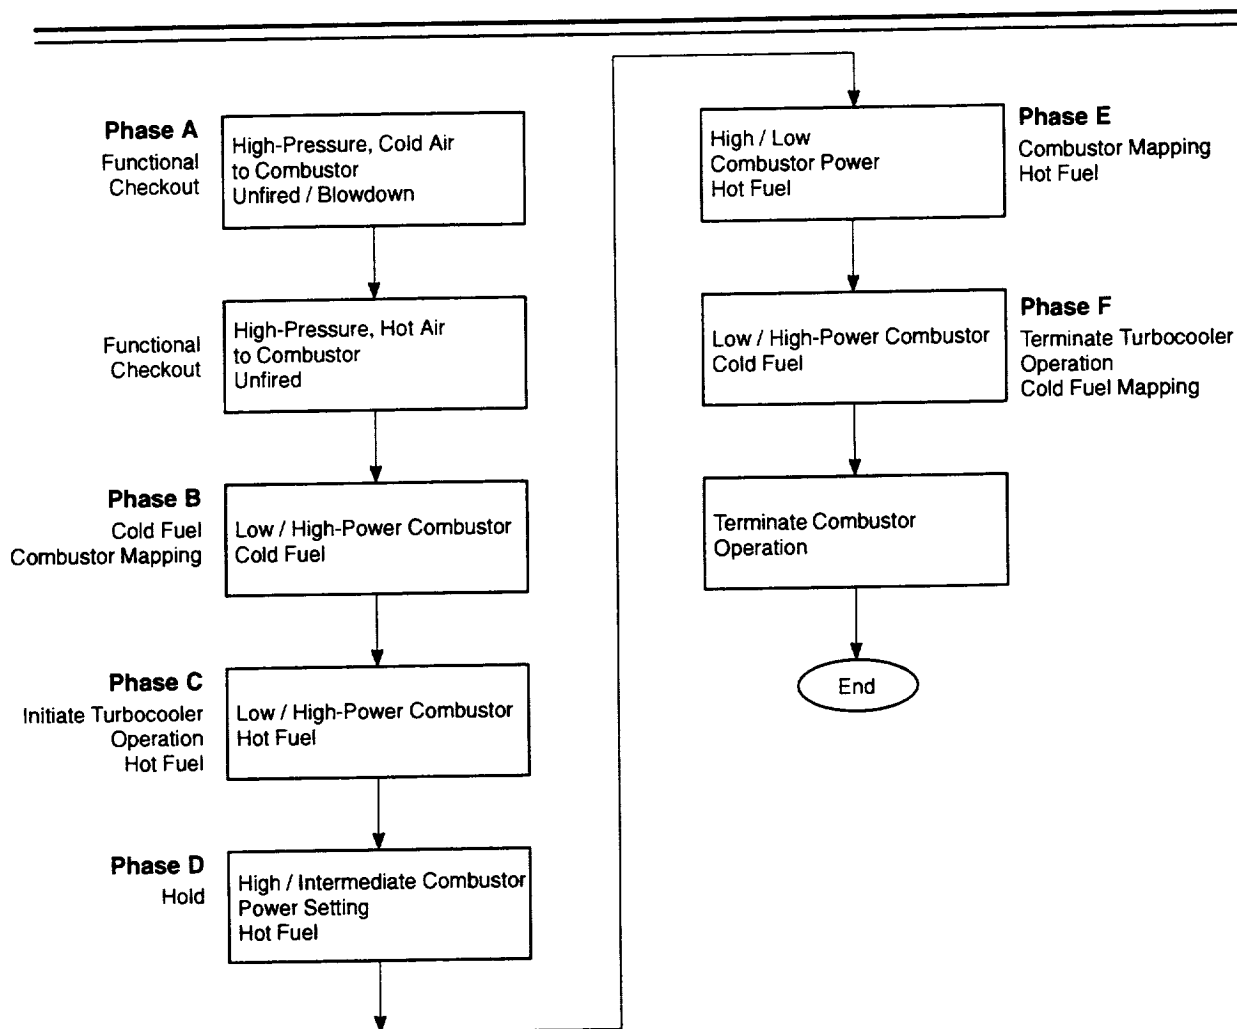 Phase A
Functional
Checkout
High-Pressure, Cold Air
to Combustor
Unfired / Blowdown
Functional
Checkout
High-Pressure, Hot Air
to Combustor
Unfired
Phase B
Cold Fuel
Combustor Mapping
Low / High-Power Combustor
Cold Fuel
Phase C
Initiate Turbocooler
Operation
Hot Fuel
Low / High-Power Combustor
Hot Fuel
Phase D
Hold
High / Intermediate Combustor
Power Setting
Hot Fuel
High / Low
Combustor Power
Hot Fuel
Phase E
Combustor Mapping
Hot Fuel
Low / High-Power Combustor
Cold Fuel
Phase F
Terminate Turbocooler
Operation
Cold Fuel Mapping
Terminate Combustor
Operation
End